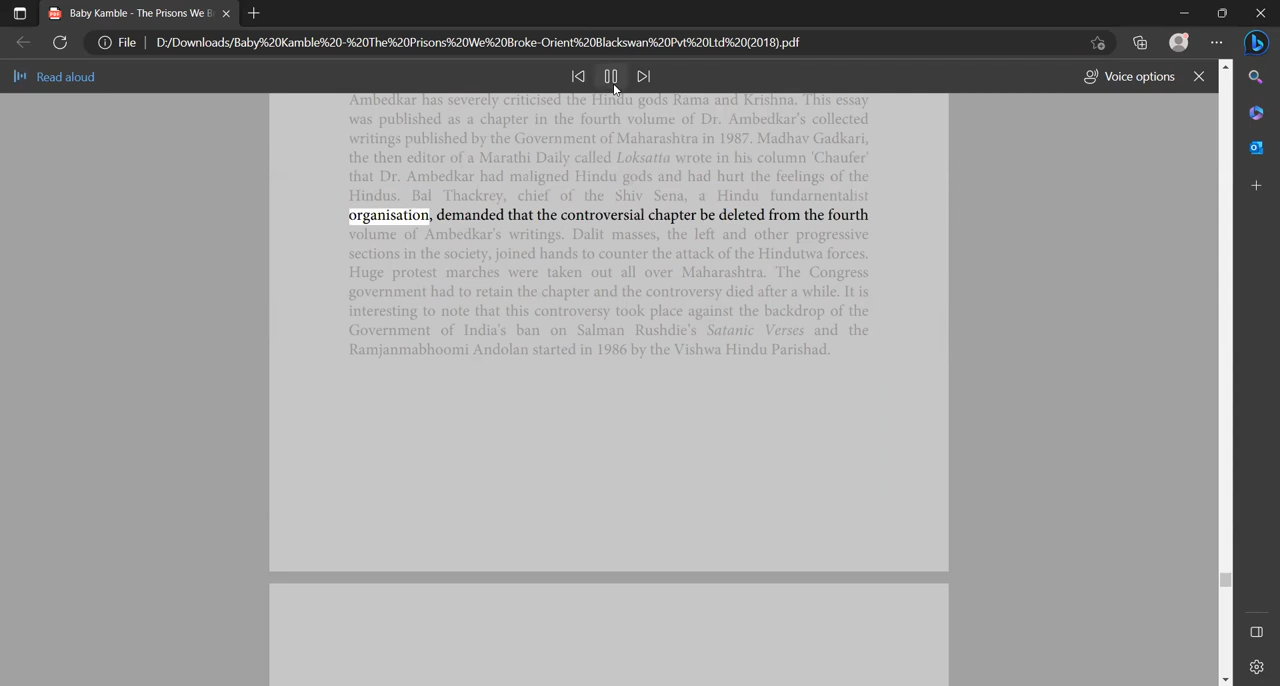 Baby Kamble - The Prisons We B
File
D:/Downloads/Baby%20Kamble%20-%20The%20Prisons%20We%20Broke-Orient%20Blackswan%20Pvt%20Ltd%20(2018).pdf
Read aloud
Voice options
Ambedkar has severely criticised the Hindu gods Rama and Krishna. This essay
was published as a chapter in the fourth volume of Dr. Ambedkar's collected
writings published by the Government of Maharashtra in 1987. Madhav Gadkari,
the then editor of a Marathi Daily called Loksatta wrote in his column 'Chaufer'
that Dr. Ambedkar had maligned Hindu gods and had hurt the feelings of the
Hindus. Bal Thackrey, chief of the Shiv Sena, a Hindu fundarnentalist
organisation, demanded that the controversial chapter be deleted from the fourth
volume of Ambedkar's writings. Dalit masses, the left and other progressive
sections in the society, joined hands to counter the attack of the Hindutwa forces.
Huge protest marches were taken out all over Maharashtra. The Congress
government had to retain the chapter and the controversy died after a while. It is
interesting to note that this controversy took place against the backdrop of the
Government of India's ban on Salman Rushdie's Satanic Verses and the
Ramjanmabhoomi Andolan started in 1986 by the Vishwa Hindu Parishad.